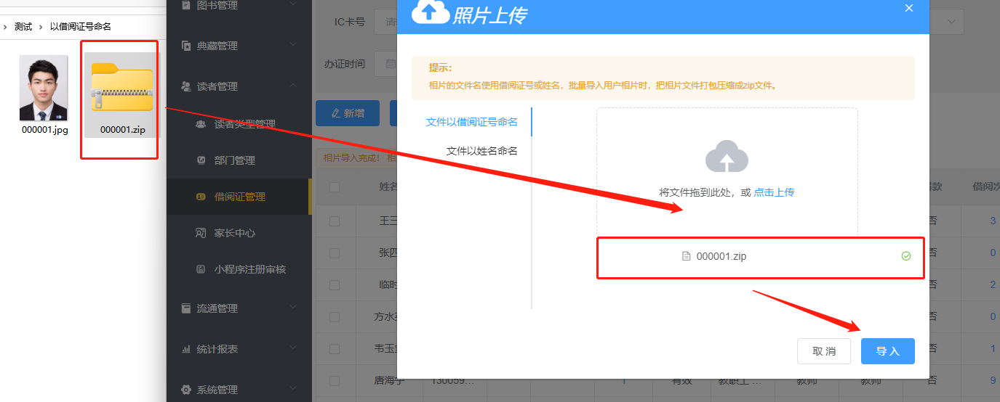 测试 以借阅证号命名
000001.jpg
000001.zip
图书管理
典藏管理
读者管理
读者类型管理
部门管理
借阅证管理
家长中心
小程序注册审核
流通管理
统计报表
系统管理
IC卡号
办证时间
新增
相片导入完成！ 相
姓名
王三
张四
临时
方水
韦玉
唐海宁 130059... 1 有效 教职工 ... 教师 教师 否 9
款 借阅次
否 3
否 0
否 2
否 0
否 1
照片上传
提示：
相片的文件名使用借阅证号或姓名，批量导入用户相片时，把相片文件打包压缩成zip文件。
文件以借阅证号命名
文件以姓名命名
将文件拖到此处，或 点击上传
000001.zip
取 消
导 入